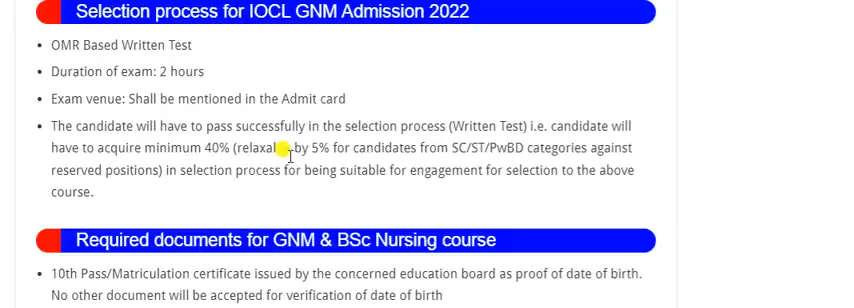 Selection process for IOCL GNM Admission 2022
OMR Based Written Test
Duration of exam: 2 hours
Exam venue: Shall be mentioned in the Admit card
The candidate will have to pass successfully in the selection process (Written Test) i.e. candidate will
have to acquire minimum 40% (by 5% for candidates from SC/ST/PwBD categories against
reserved positions) in selection process for being suitable for engagement for selection to the above
course.
Required documents for GNM & BSc Nursing course
10th Pass/Matriculation certificate issued by the concerned education board as proof of date of birth.
No other document will be accepted for verification of date of birth